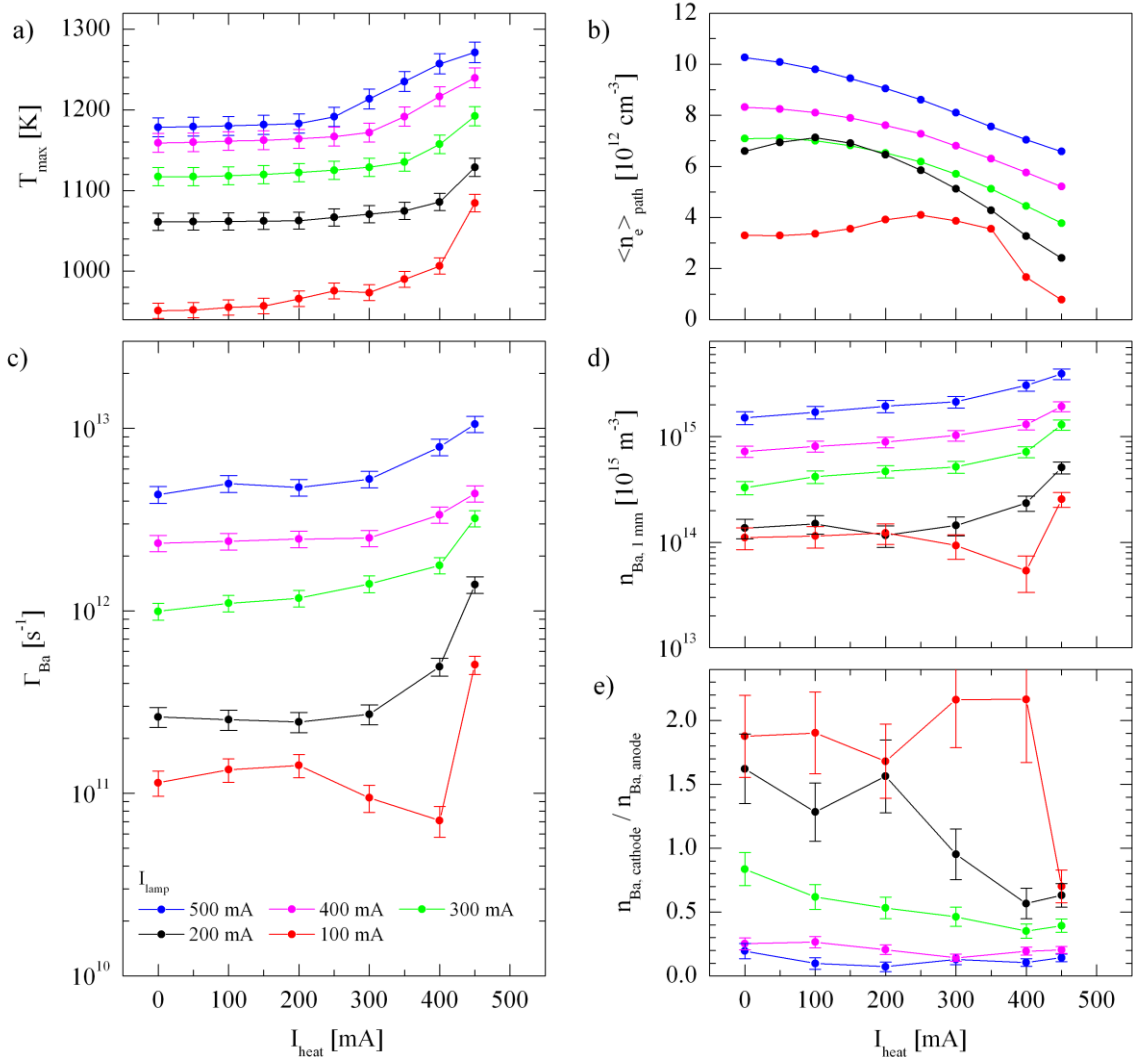 a)
T_max [K]
1300
1200
1100
1000
b)
<n_e>_path [10^12 cm^-3]
12
10
8
6
4
2
0
c)
Γ_Ba [s^-1]
10^13
10^12
10^11
10^10
I_lamp
500 mA 400 mA 300 mA
200 mA 100 mA
0 100 200 300 400 500
I_heat [mA]
d)
n_Ba, 1 mm [10^15 m^-3]
10^15
10^14
10^13
e)
n_Ba, cathode / n_Ba, anode
2.0
1.5
1.0
0.5
0.0
0 100 200 300 400 500
I_heat [mA]